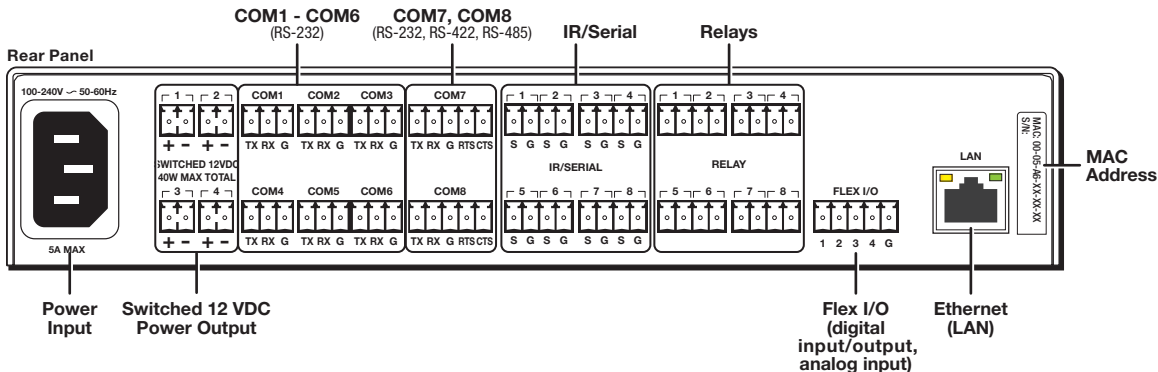 COM1 - COM6
(RS-232)
COM7, COM8
(RS-232, RS-422, RS-485)
IR/Serial
Relays
Rear Panel
100-240V ∼ 50-60Hz
5A MAX
1 2
+ - + -
SWITCHED 12VDC
40W MAX TOTAL
3 4
+ - + -
COM1 COM2 COM3
TX RX G TX RX G TX RX G
COM4 COM5 COM6
TX RX G TX RX G TX RX G
COM7
TX RX G RTS CTS
COM8
TX RX G RTS CTS
1 2 3 4
S G S G S G S G
IR/SERIAL
5 6 7 8
S G S G S G S G
1 2 3 4
RELAY
5 6 7 8
FLEX I/O
1 2 3 4 G
LAN
MAC: 00-05-A6-XX-XX-XX
S/N:
MAC
Address
Power
Input
Switched 12 VDC
Power Output
Flex I/O
(digital
input/output,
analog input)
Ethernet
(LAN)